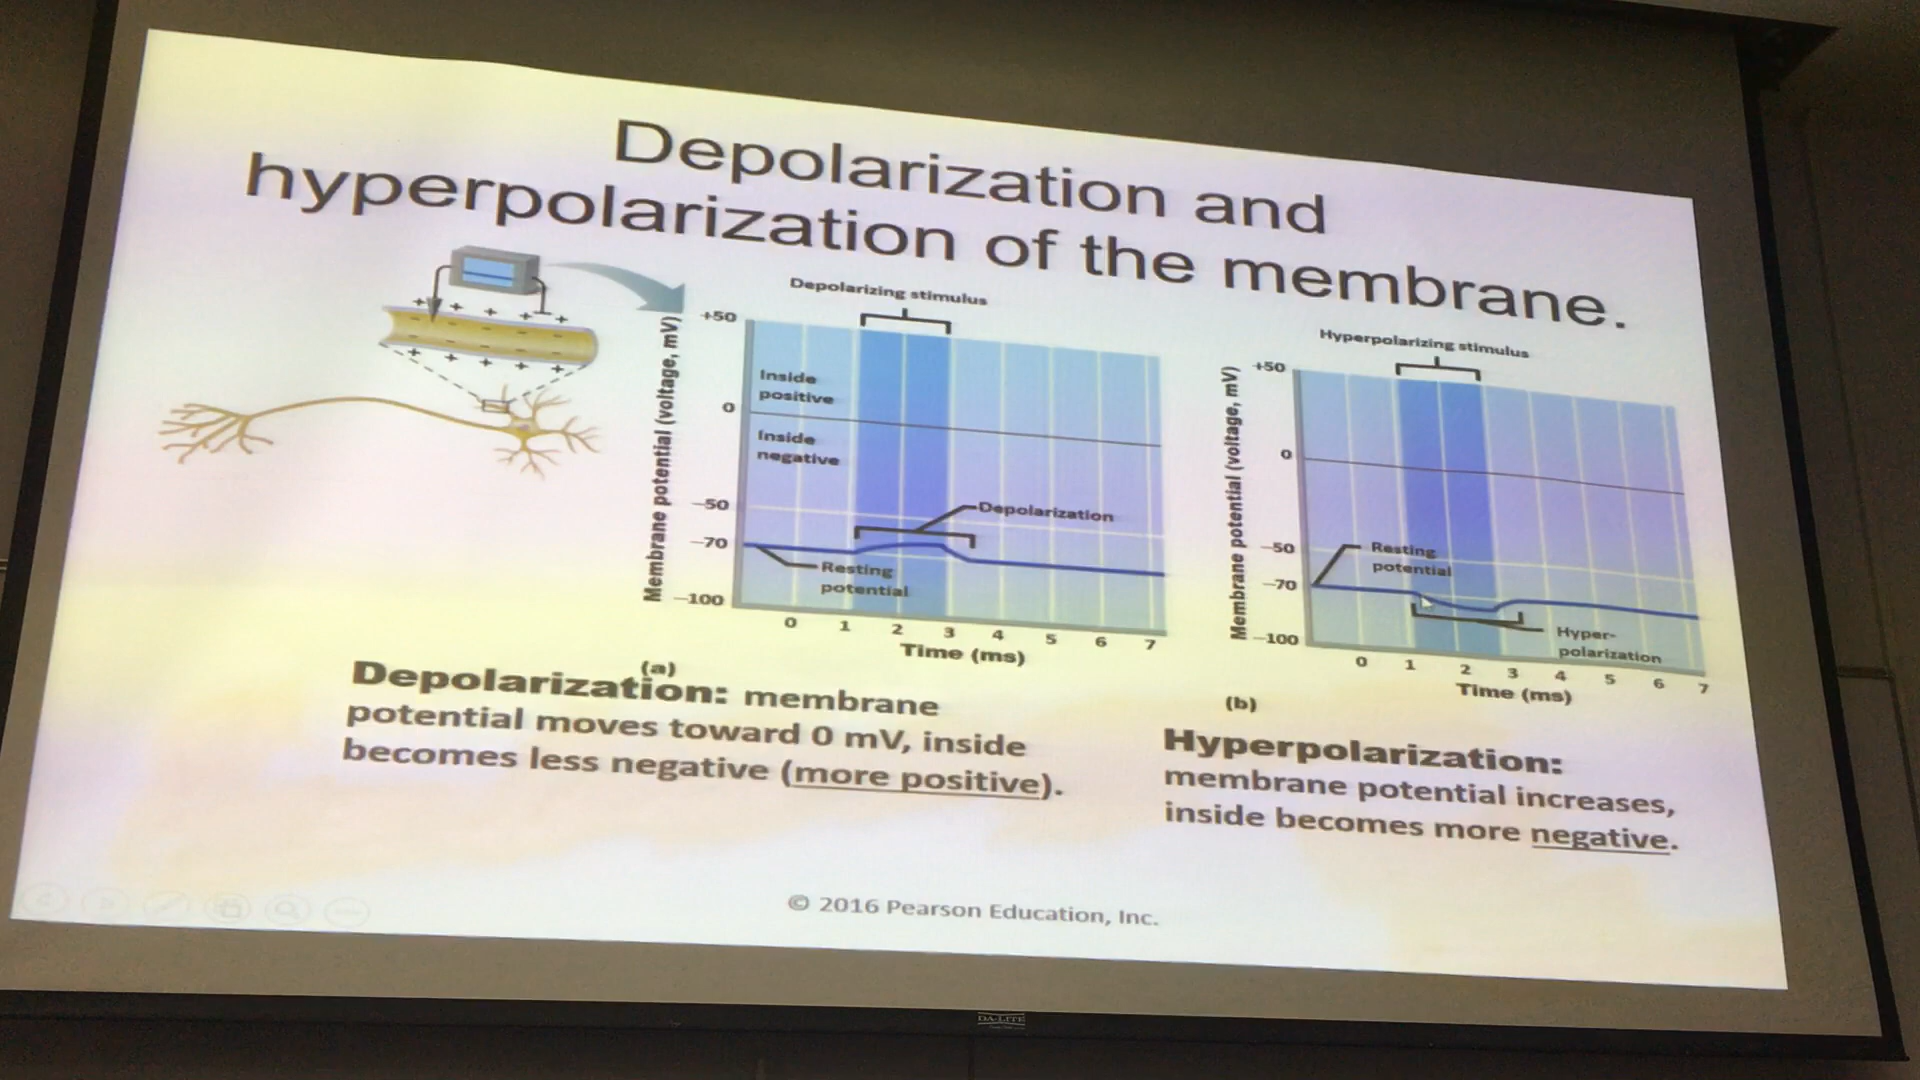 Depolarization and
hyperpolarization of the membrane.
Depolarizing stimulus
Membrane potential (voltage, mV)
+50
Inside
positive
0
Inside
negative
–50
Depolarization
–70
Resting
potential
–100
0 1 2 3 4 5 6 7
Time (ms)
(a)
Depolarization: membrane
potential moves toward 0 mV, inside
becomes less negative (more positive).
Hyperpolarizing stimulus
Membrane potential (voltage, mV)
+50
0
–50
Resting
potential
–70
Hyper-
polarization
–100
0 1 2 3 4 5 6 7
Time (ms)
(b)
Hyperpolarization:
membrane potential increases,
inside becomes more negative.
© 2016 Pearson Education, Inc.
DA-LITE